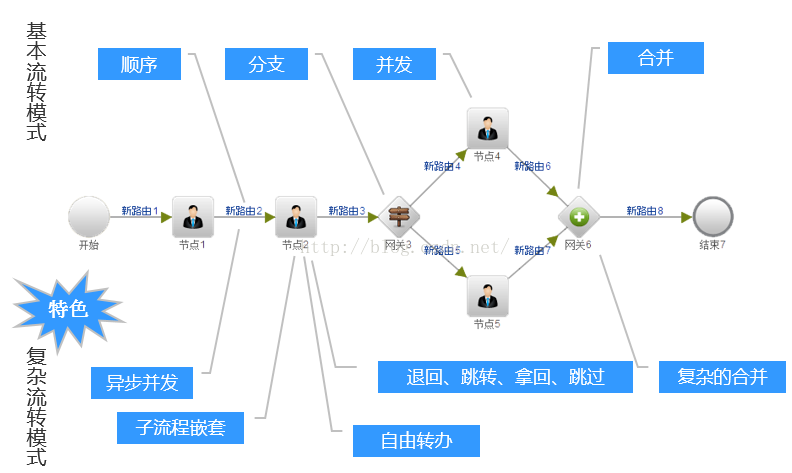 基本流转模式
顺序
分支
并发
合并
节点4
新路由4
新路由6
新路由1
新路由2
新路由3
新路由8
开始
节点1
节点2
网关3
网关6
结束7
http://blog.csdn.net/
新路由5
新路由7
节点5
特色
复杂流转模式
异步并发
退回、跳转、拿回、跳过
复杂的合并
子流程嵌套
自由转办